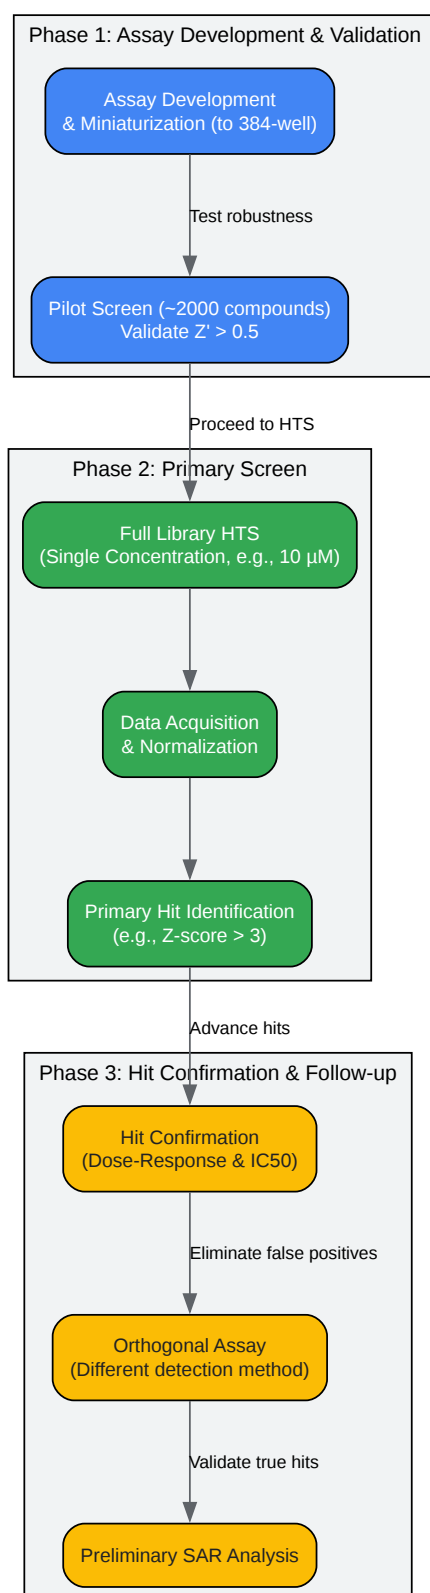 Phase 1: Assay Development & Validation
Assay Development
& Miniaturization (to 384-well)
Test robustness
Pilot Screen (~2000 compounds)
Validate Z' > 0.5
Proceed to HTS
Phase 2: Primary Screen
Full Library HTS
(Single Concentration, e.g., 10 µM)
Data Acquisition
& Normalization
Primary Hit Identification
(e.g., Z-score > 3)
Advance hits
Phase 3: Hit Confirmation & Follow-up
Hit Confirmation
(Dose-Response & IC50)
Eliminate false positives
Orthogonal Assay
(Different detection method)
Validate true hits
Preliminary SAR Analysis